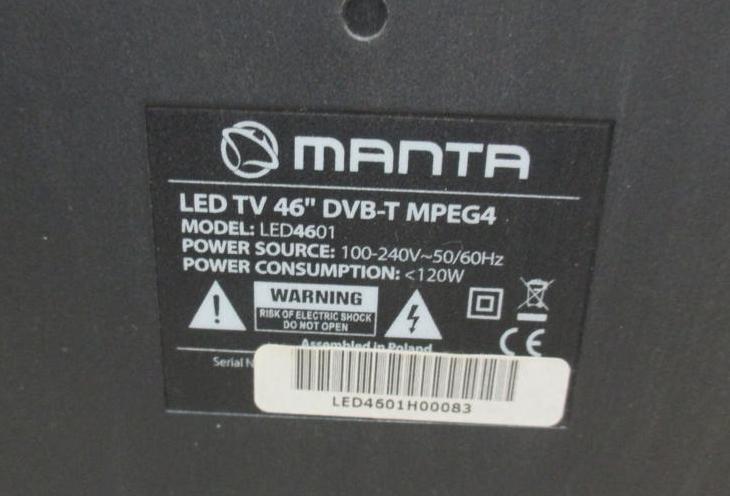 MANTA
LED TV 46" DVB-T MPEG4
MODEL: LED4601
POWER SOURCE: 100-240V~50/60Hz
POWER CONSUMPTION: <120W
WARNING
RISK OF ELECTRIC SHOCK
DO NOT OPEN
CE
Assembled in Poland
Serial
LED4601H00083